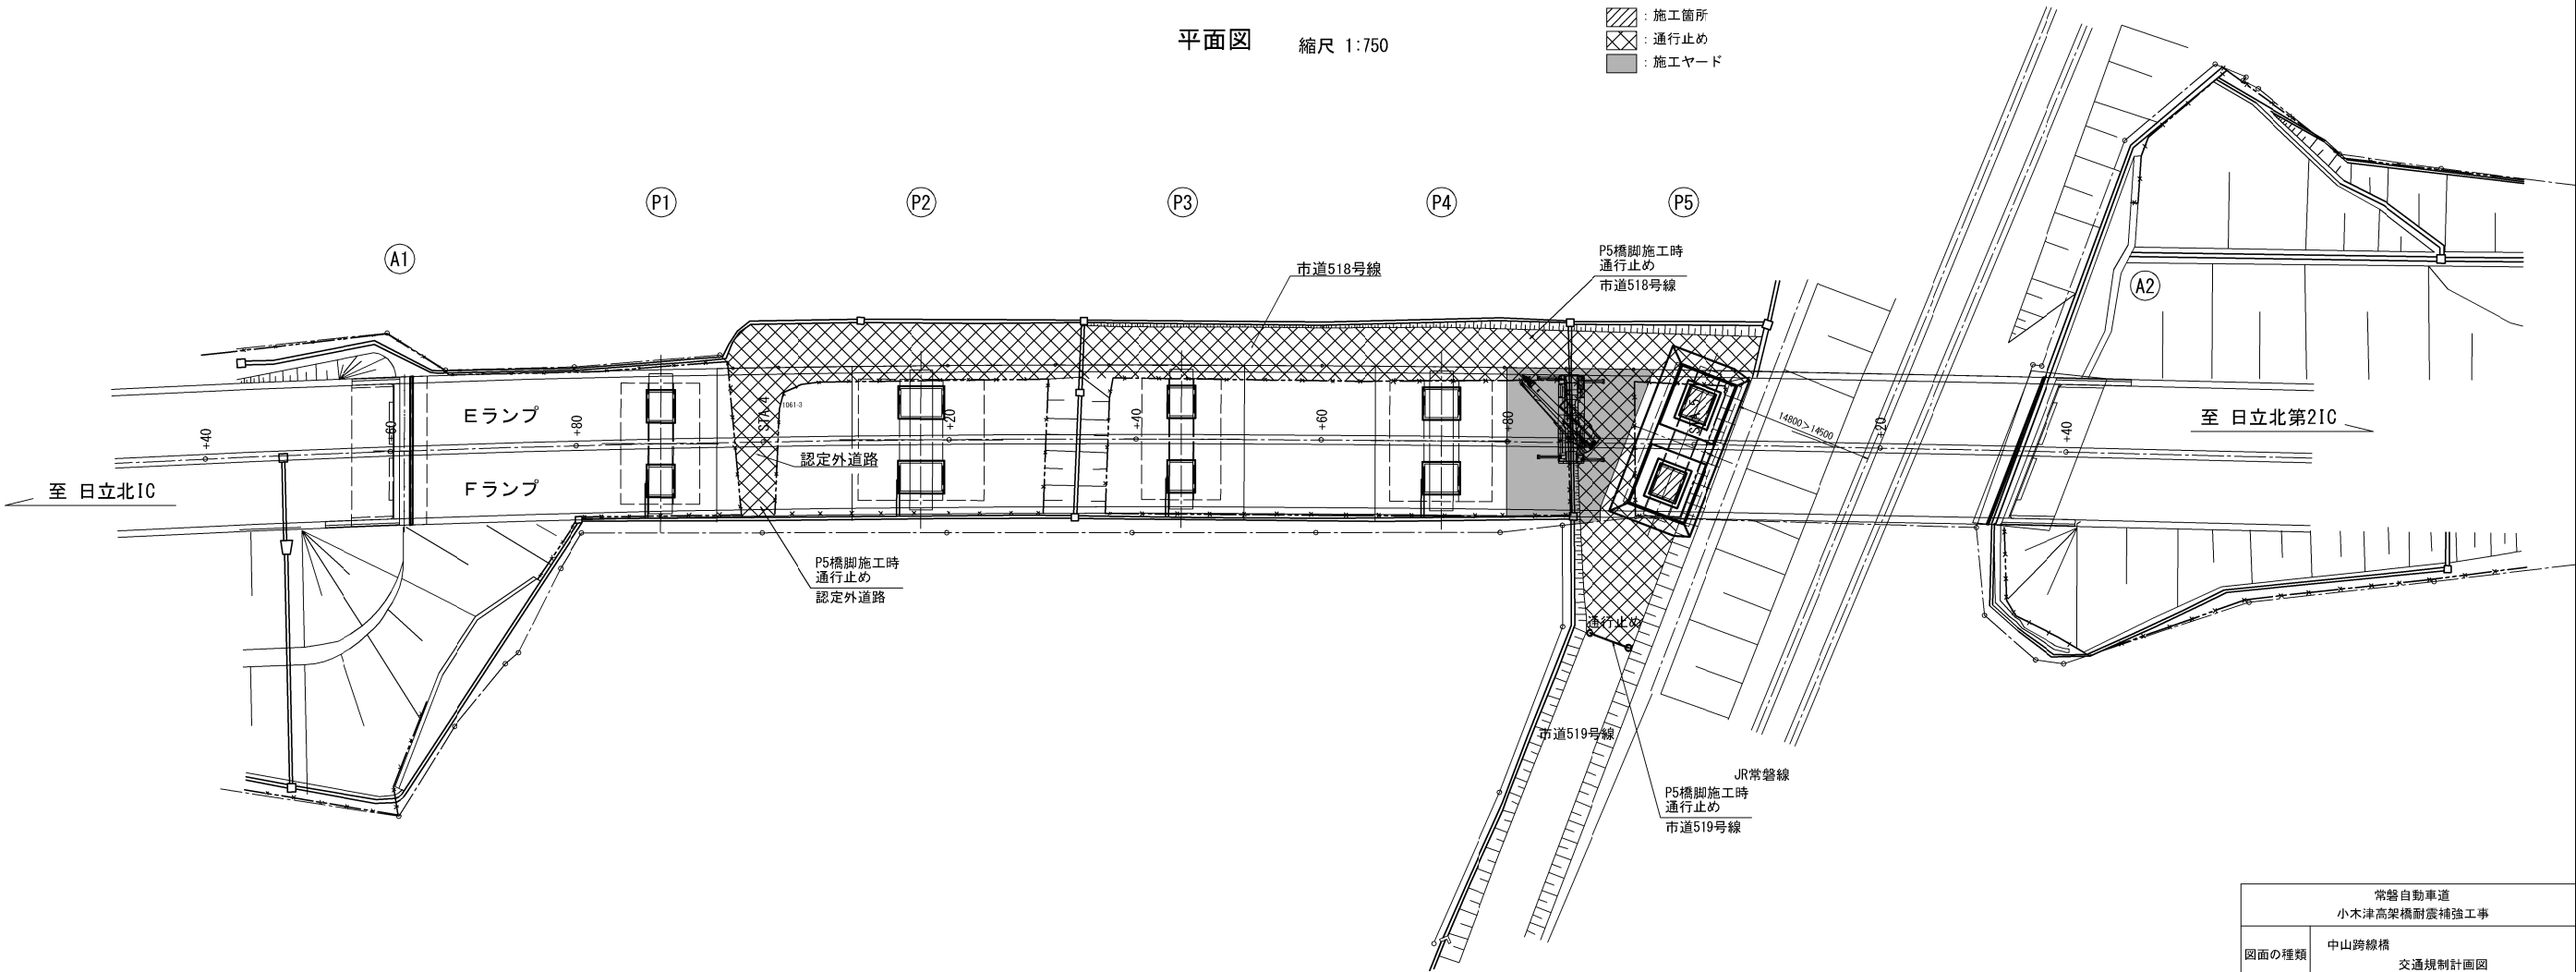 平面図 縮尺 1:750
：施工箇所
：通行止め
：施工ヤード
A1
P1
P2
P3
P4
P5
A2
市道518号線
P5橋脚施工時
通行止め
市道518号線
Eランプ
Fランプ
+40
+60
+80
STA.4
1061-3
+20
+40
+60
+80
STA.5
14800>14500
+20
+40
至 日立北IC
至 日立北第2IC
認定外道路
P5橋脚施工時
通行止め
認定外道路
通行止め
市道519号線
JR常磐線
P5橋脚施工時
通行止め
市道519号線
常磐自動車道
小木津高架橋耐震補強工事
図面の種類
中山跨線橋
交通規制計画図